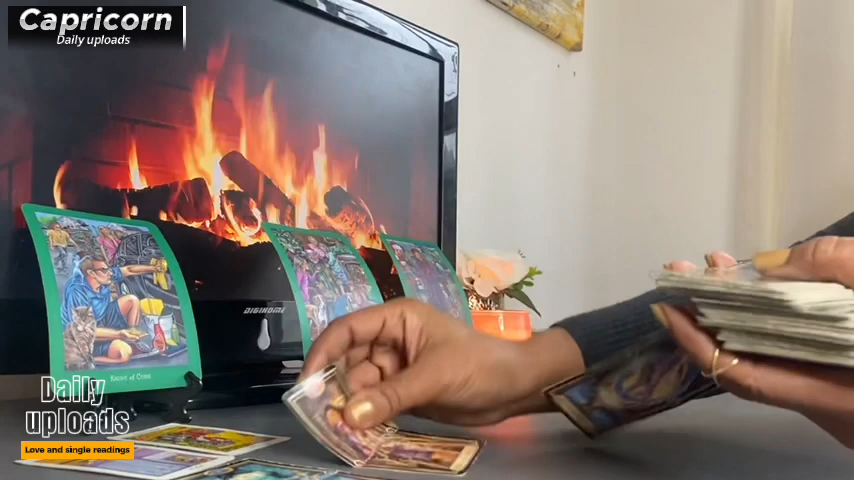 Capricorn
Daily uploads
DIGIHOME
Daily
uploads
Love and single readings